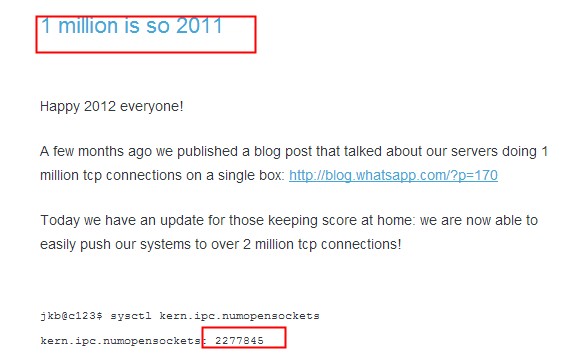 1 million is so 2011
Happy 2012 everyone!
A few months ago we published a blog post that talked about our servers doing 1
million tcp connections on a single box: http://blog.whatsapp.com/?p=170
Today we have an update for those keeping score at home: we are now able to
easily push our systems to over 2 million tcp connections!
jkb@c123$ sysctl kern.ipc.numopensockets
kern.ipc.numopensockets: 2277845